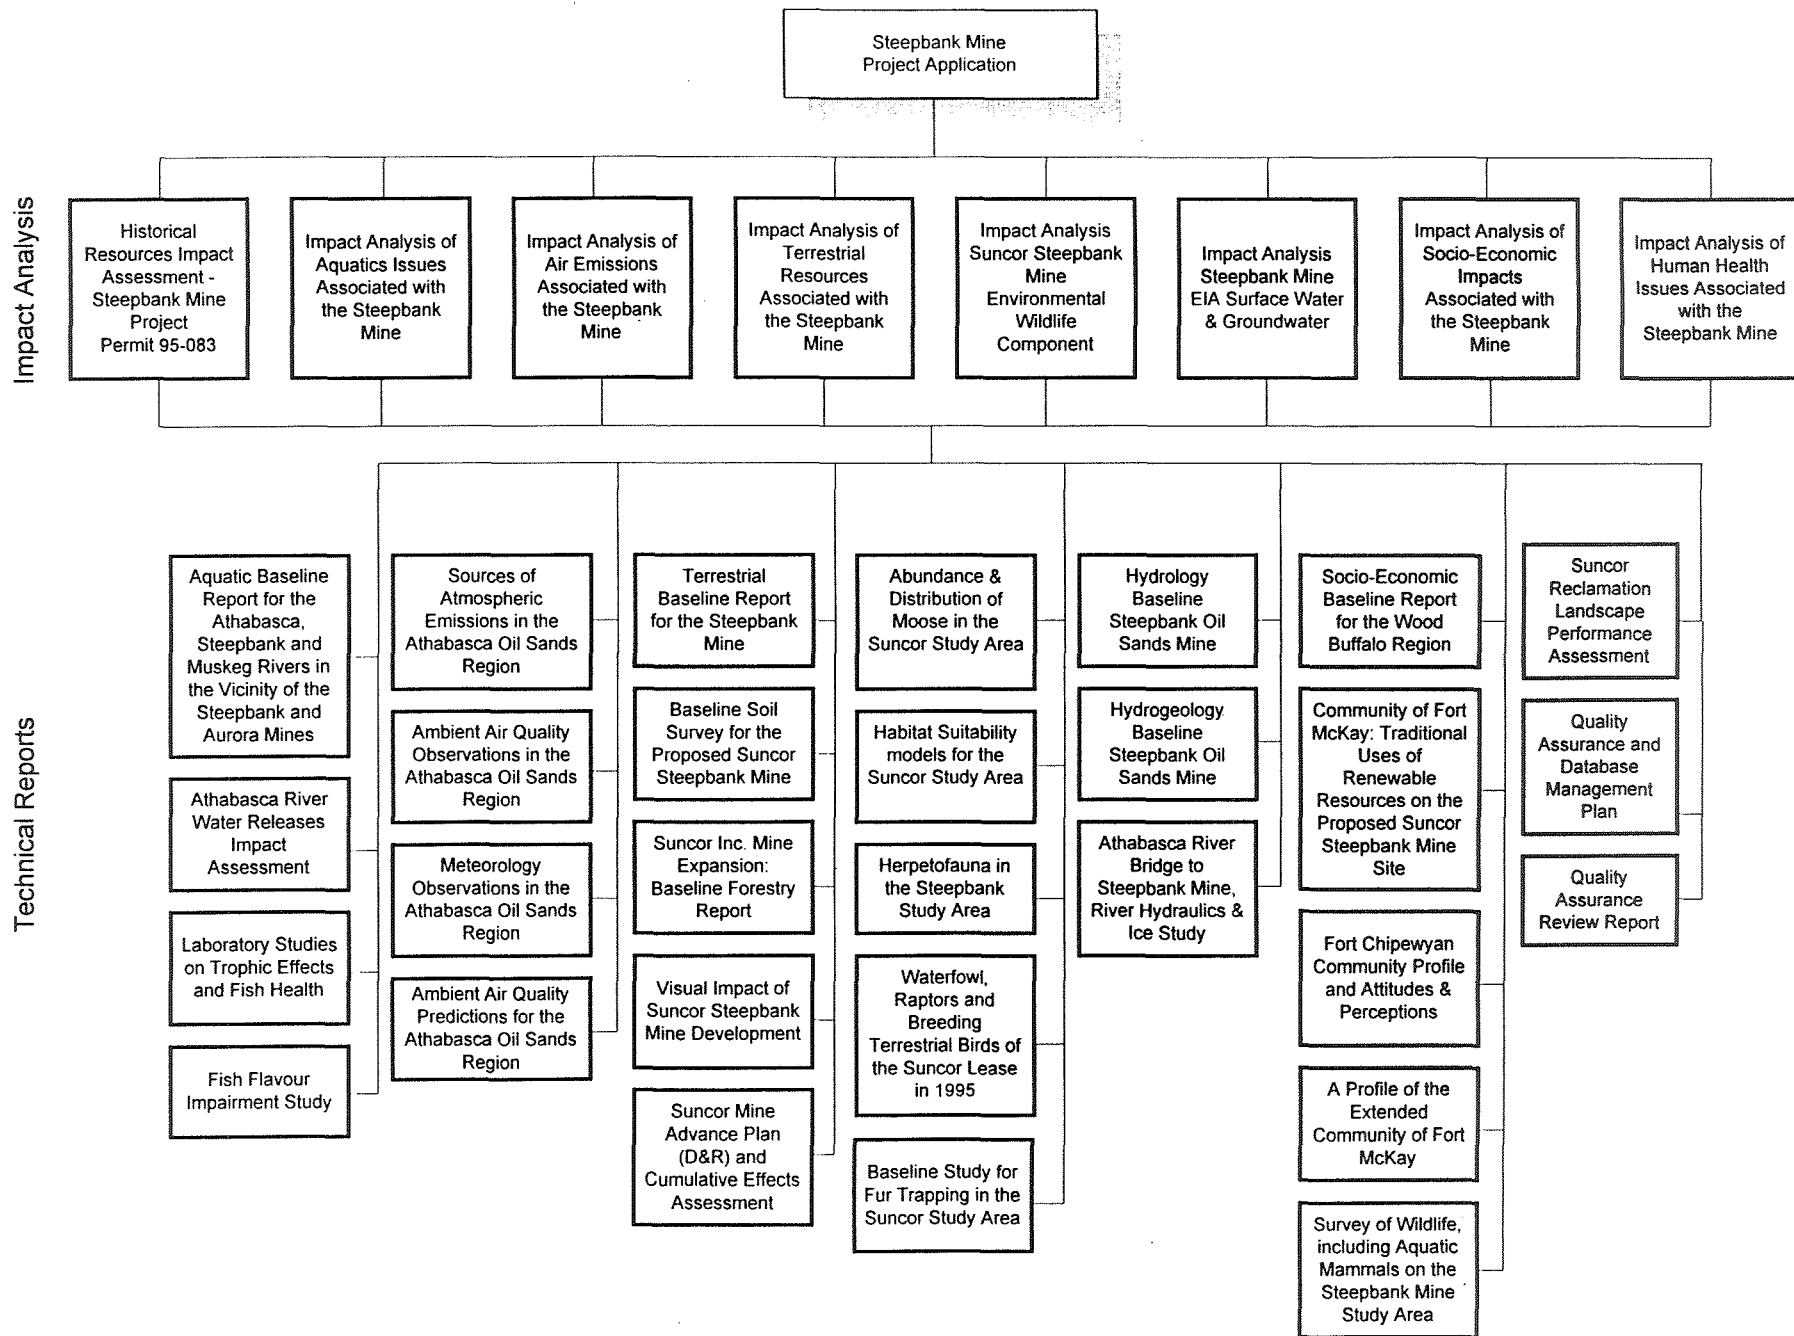 Steepbank Mine
Project Application
Impact Analysis
Historical
Resources Impact
Assessment -
Steepbank Mine
Project
Permit 95-083
Impact Analysis of
Aquatics Issues
Associated with
the Steepbank
Mine
Impact Analysis of
Air Emissions
Associated with
the Steepbank
Mine
Impact Analysis of
Terrestrial
Resources
Associated with
the Steepbank
Mine
Impact Analysis
Suncor Steepbank
Mine
Environmental
Wildlife
Component
Impact Analysis
Steepbank Mine
EIA Surface Water
& Groundwater
Impact Analysis of
Socio-Economic
Impacts
Associated with
the Steepbank
Mine
Impact Analysis of
Human Health
Issues Associated
with the
Steepbank Mine
Technical Reports
Aquatic Baseline
Report for the
Athabasca,
Steepbank and
Muskeg Rivers in
the Vicinity of the
Steepbank and
Aurora Mines
Athabasca River
Water Releases
Impact
Assessment
Laboratory Studies
on Trophic Effects
and Fish Health
Fish Flavour
Impairment Study
Sources of
Atmospheric
Emissions in the
Athabasca Oil Sands
Region
Ambient Air Quality
Observations in the
Athabasca Oil Sands
Region
Meteorology
Observations in the
Athabasca Oil Sands
Region
Ambient Air Quality
Predictions for the
Athabasca Oil Sands
Region
Terrestrial
Baseline Report
for the Steepbank
Mine
Baseline Soil
Survey for the
Proposed Suncor
Steepbank Mine
Suncor Inc. Mine
Expansion:
Baseline Forestry
Report
Visual Impact of
Suncor Steepbank
Mine Development
Suncor Mine
Advance Plan
(D&R) and
Cumulative Effects
Assessment
Abundance &
Distribution of
Moose in the
Suncor Study Area
Habitat Suitability
models for the
Suncor Study Area
Herpetofauna in
the Steepbank
Study Area
Waterfowl,
Raptors and
Breeding
Terrestrial Birds of
the Suncor Lease
in 1995
Baseline Study for
Fur Trapping in the
Suncor Study Area
Hydrology
Baseline
Steepbank Oil
Sands Mine
Hydrogeology
Baseline
Steepbank Oil
Sands Mine
Athabasca River
Bridge to
Steepbank Mine,
River Hydraulics &
Ice Study
Socio-Economic
Baseline Report
for the Wood
Buffalo Region
Community of Fort
McKay: Traditional
Uses of
Renewable
Resources on the
Proposed Suncor
Steepbank Mine
Site
Fort Chipewyan
Community Profile
and Attitudes &
Perceptions
A Profile of the
Extended
Community of Fort
McKay
Survey of Wildlife,
including Aquatic
Mammals on the
Steepbank Mine
Study Area
Suncor
Reclamation
Landscape
Performance
Assessment
Quality
Assurance and
Database
Management
Plan
Quality
Assurance
Review Report